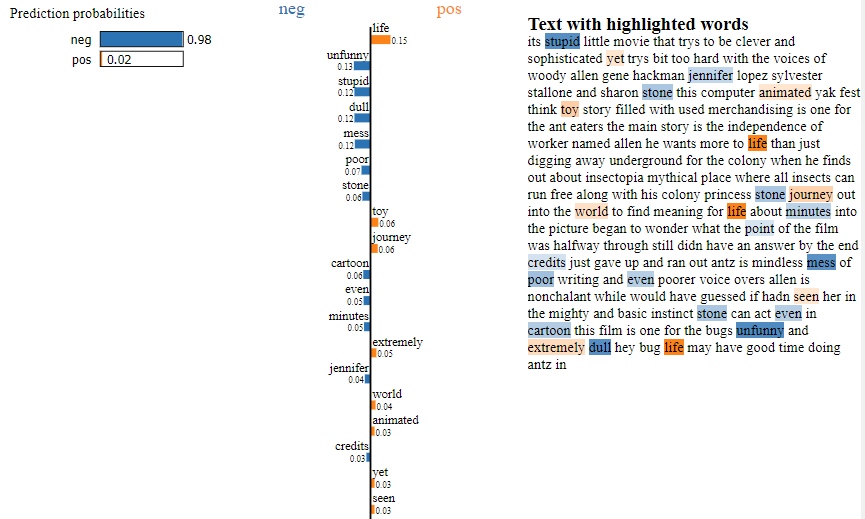 Prediction probabilities
neg 0.98
pos 0.02
neg pos
life
0.15
unfunny
0.13
stupid
0.12
dull
0.12
mess
0.12
poor
0.07
stone
0.06
toy
0.06
journey
0.06
cartoon
0.06
even
0.05
minutes
0.05
extremely
0.05
jennifer
0.04
world
0.04
animated
0.03
credits
0.03
yet
0.03
seen
0.03
Text with highlighted words
its stupid little movie that trys to be clever and
sophisticated yet trys bit too hard with the voices of
woody allen gene hackman jennifer lopez sylvester
stallone and sharon stone this computer animated yak fest
think toy story filled with used merchandising is one for
the ant eaters the main story is the independence of
worker named allen he wants more to life than just
digging away underground for the colony when he finds
out about insectopia mythical place where all insects can
run free along with his colony princess stone journey out
into the world to find meaning for life about minutes into
the picture began to wonder what the point of the film
was halfway through still didn have an answer by the end
credits just gave up and ran out antz is mindless mess of
poor writing and even poorer voice overs allen is
nonchalant while would have guessed if hadn seen her in
the mighty and basic instinct stone can act even in
cartoon this film is one for the bugs unfunny and
extremely dull hey bug life may have good time doing
antz in